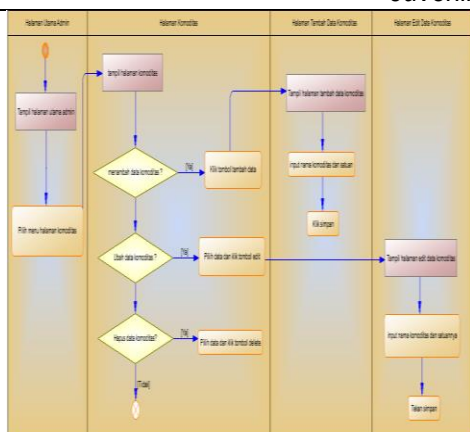 Halaman Utama Admin
Halaman Komoditas
Halaman Tambah Data Komoditas
Halaman Edit Data Komoditas
Tampil halaman utama admin
Pilih menu halaman komoditas
tampil halaman komoditas
menambah data komoditas ?
[Ya]
Klik tombol tambah data
Tampil halaman tambah data komoditas
input nama komoditas dan satuan
Klik simpan
Ubah data komoditas ?
[Ya]
Pilih data dan klik tombol edit
Tampil halaman edit data komoditas
input nama komoditas dan satuannya
Tekan simpan
Hapus data komoditas?
[Ya]
Pilih data dan klik tombol delete
[Tidak]